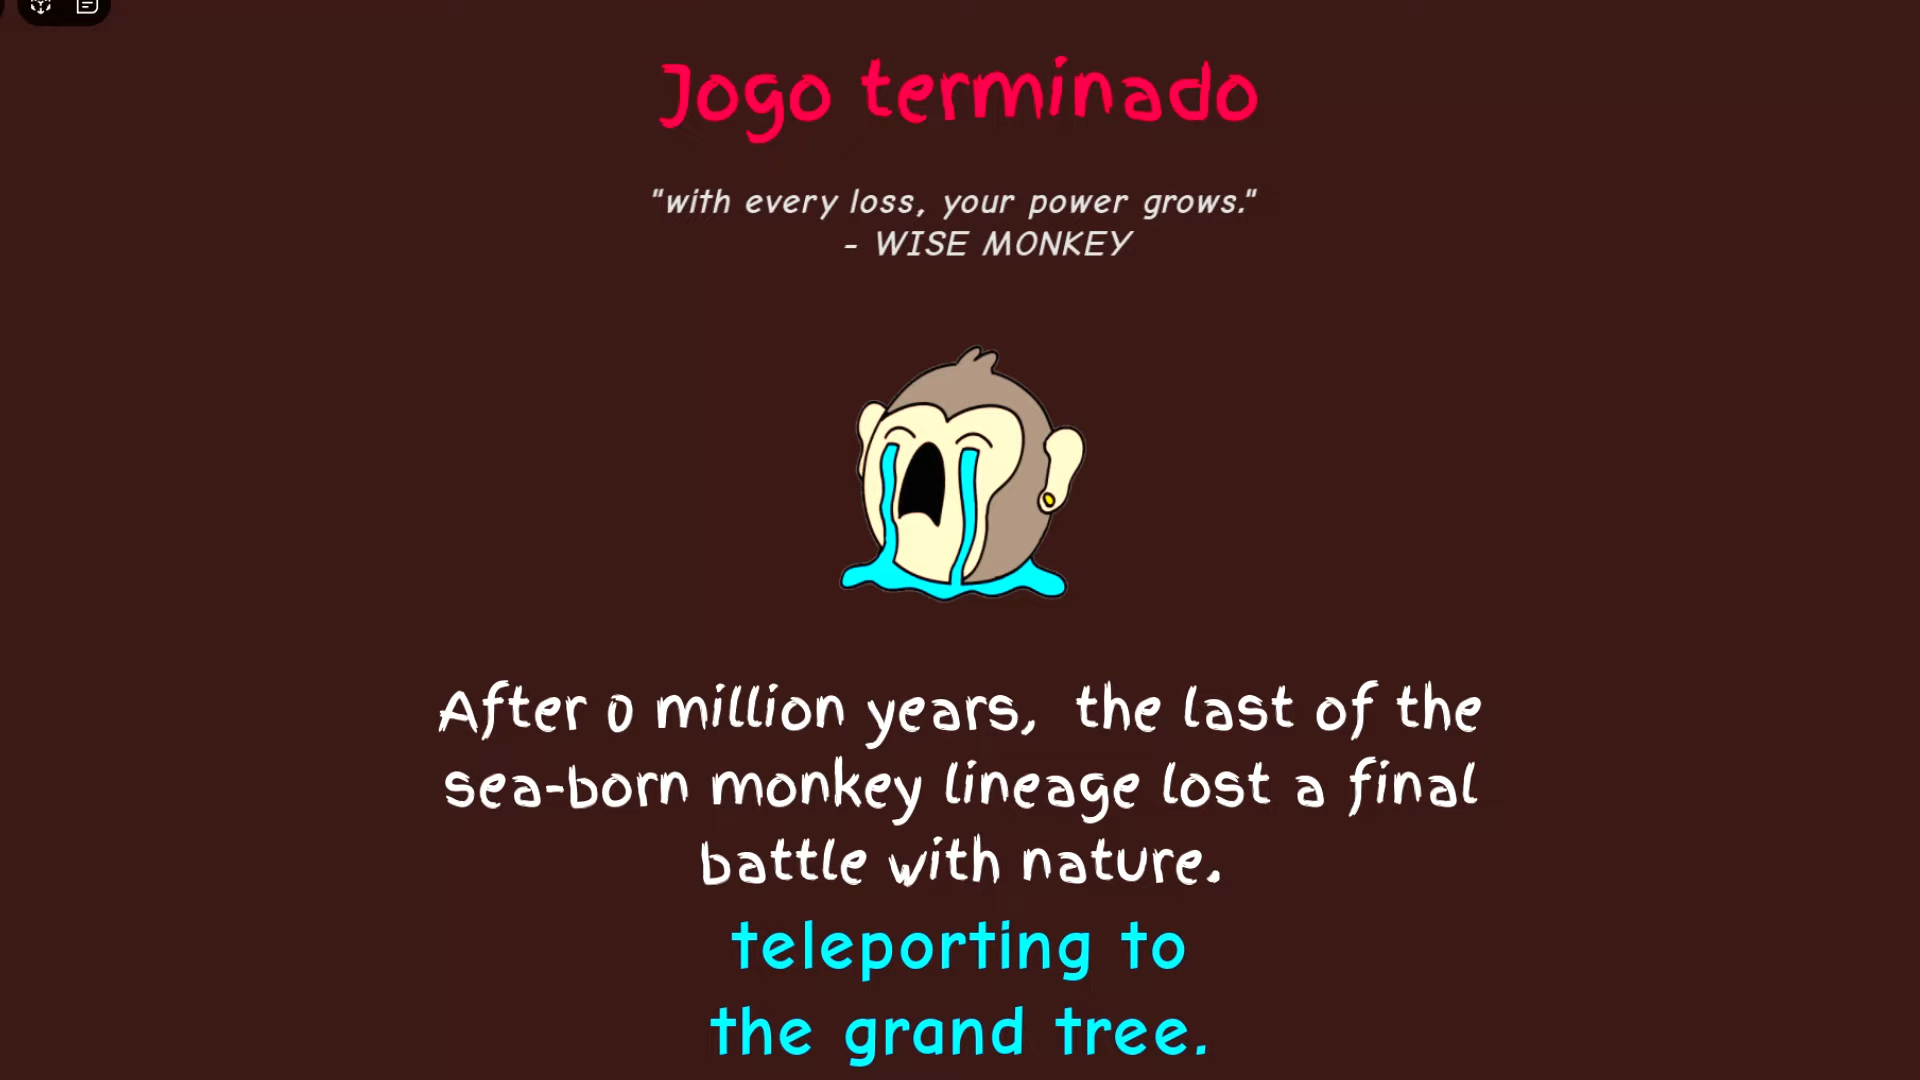 Jogo terminado
"with every loss, your power grows."
- WISE MONKEY
After 0 million years, the last of the
sea-born monkey lineage lost a final
battle with nature.
teleporting to
the grand tree.